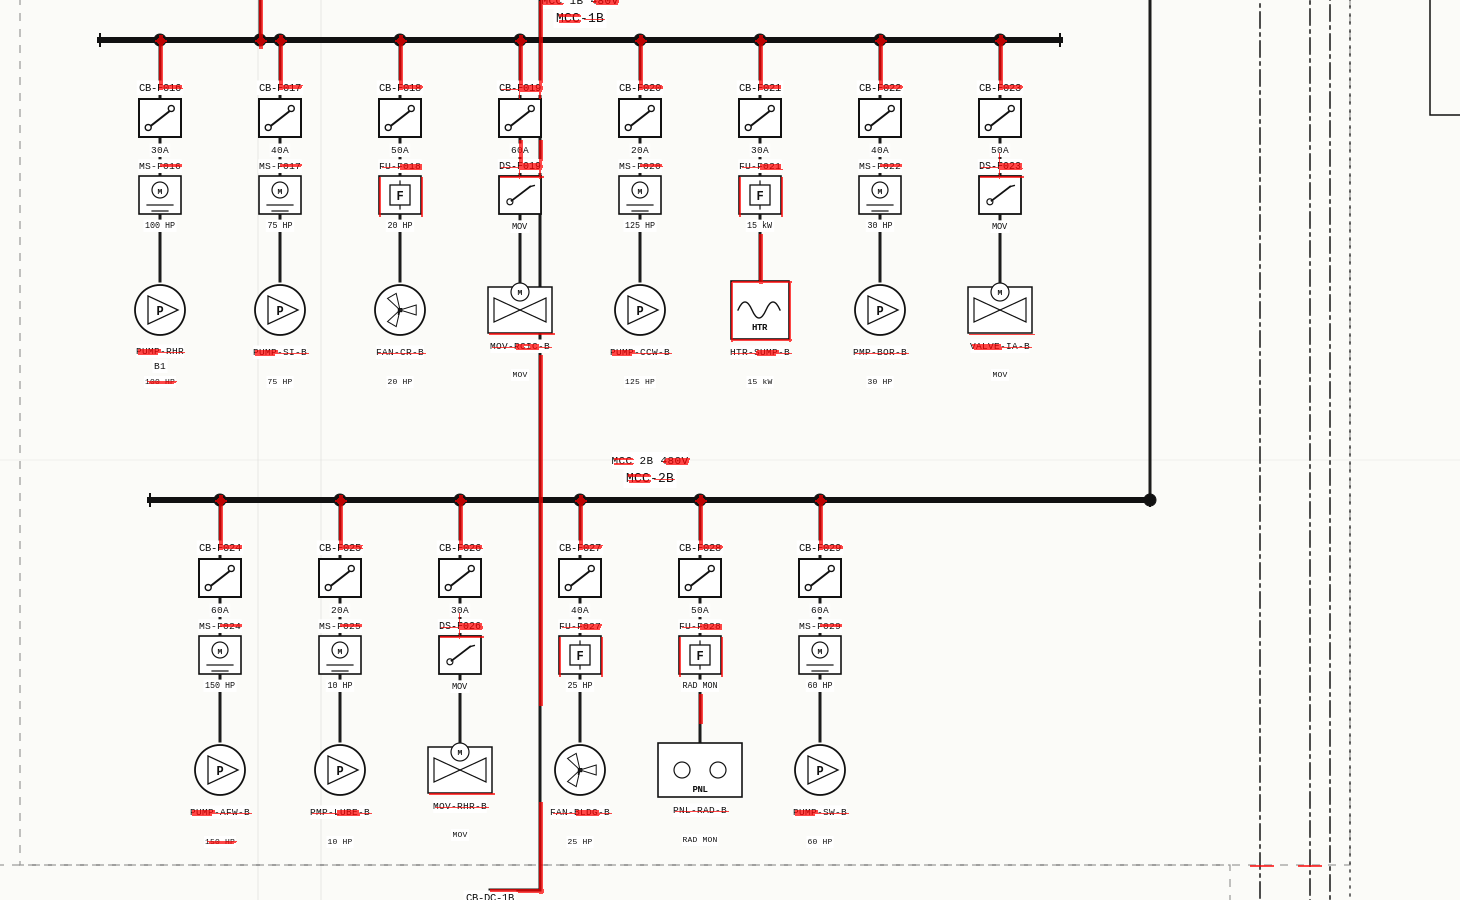 MCC 1B 480V
MCC-1B
CB-F016 CB-F017 CB-F018 CB-F019 CB-F020 CB-F021 CB-F022 CB-F023
30A 40A 50A 60A 20A 30A 40A 50A
MS-F016 MS-F017 FU-F018 DS-F019 MS-F020 FU-F021 MS-F022 DS-F023
M M F M F M
100 HP 75 HP 20 HP MOV 125 HP 15 kW 30 HP MOV
M M
P P P P
HTR
PUMP-RHR PUMP-SI-B FAN-CR-B MOV-RCIC-B PUMP-CCW-B HTR-SUMP-B PMP-BOR-B VALVE-IA-B
B1
100 HP 75 HP 20 HP MOV 125 HP 15 kW 30 HP MOV
MCC 2B 480V
MCC-2B
CB-F024 CB-F025 CB-F026 CB-F027 CB-F028 CB-F029
60A 20A 30A 40A 50A 60A
MS-F024 MS-F025 DS-F026 FU-F027 FU-F028 MS-F029
M M F F M
150 HP 10 HP MOV 25 HP RAD MON 60 HP
M
P P P
PNL
PUMP-AFW-B PMP-LUBE-B MOV-RHR-B FAN-BLDG-B PNL-RAD-B PUMP-SW-B
150 HP 10 HP MOV 25 HP RAD MON 60 HP
CB-DC-1B